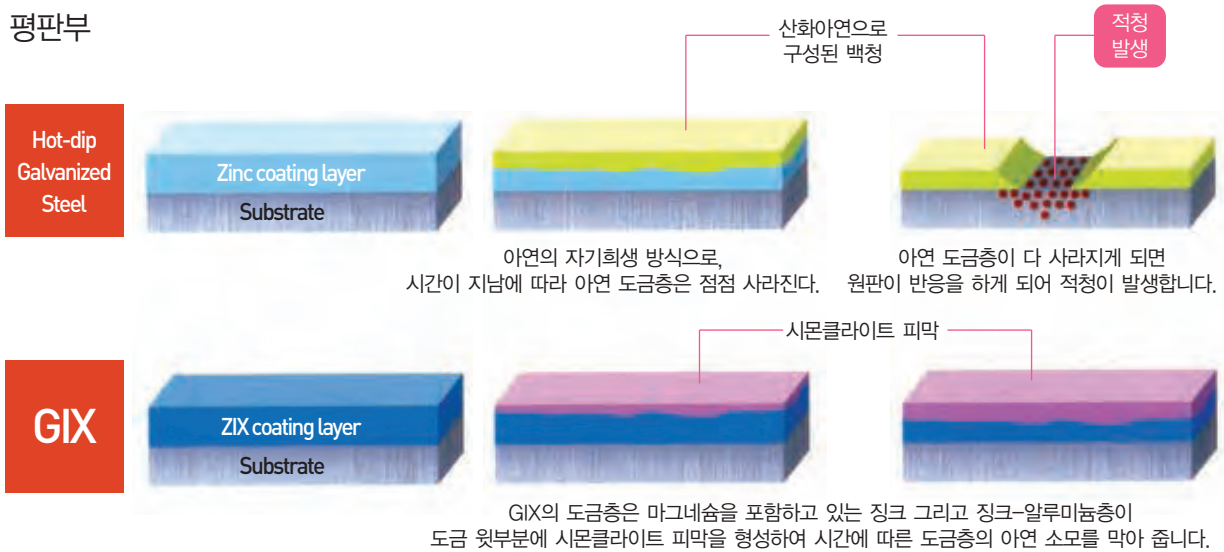 평판부
산화아연으로
구성된 백청
적청
발생
Hot-dip
Galvanized
Steel
Zinc coating layer
Substrate
아연의 자기희생 방식으로,
시간이 지남에 따라 아연 도금층은 점점 사라진다.
아연 도금층이 다 사라지게 되면
원판이 반응을 하게 되어 적청이 발생합니다.
시몬클라이트 피막
GIX
ZIX coating layer
Substrate
GIX의 도금층은 마그네슘을 포함하고 있는 징크 그리고 징크-알루미늄층이
도금 윗부분에 시몬클라이트 피막을 형성하여 시간에 따른 도금층의 아연 소모를 막아 줍니다.